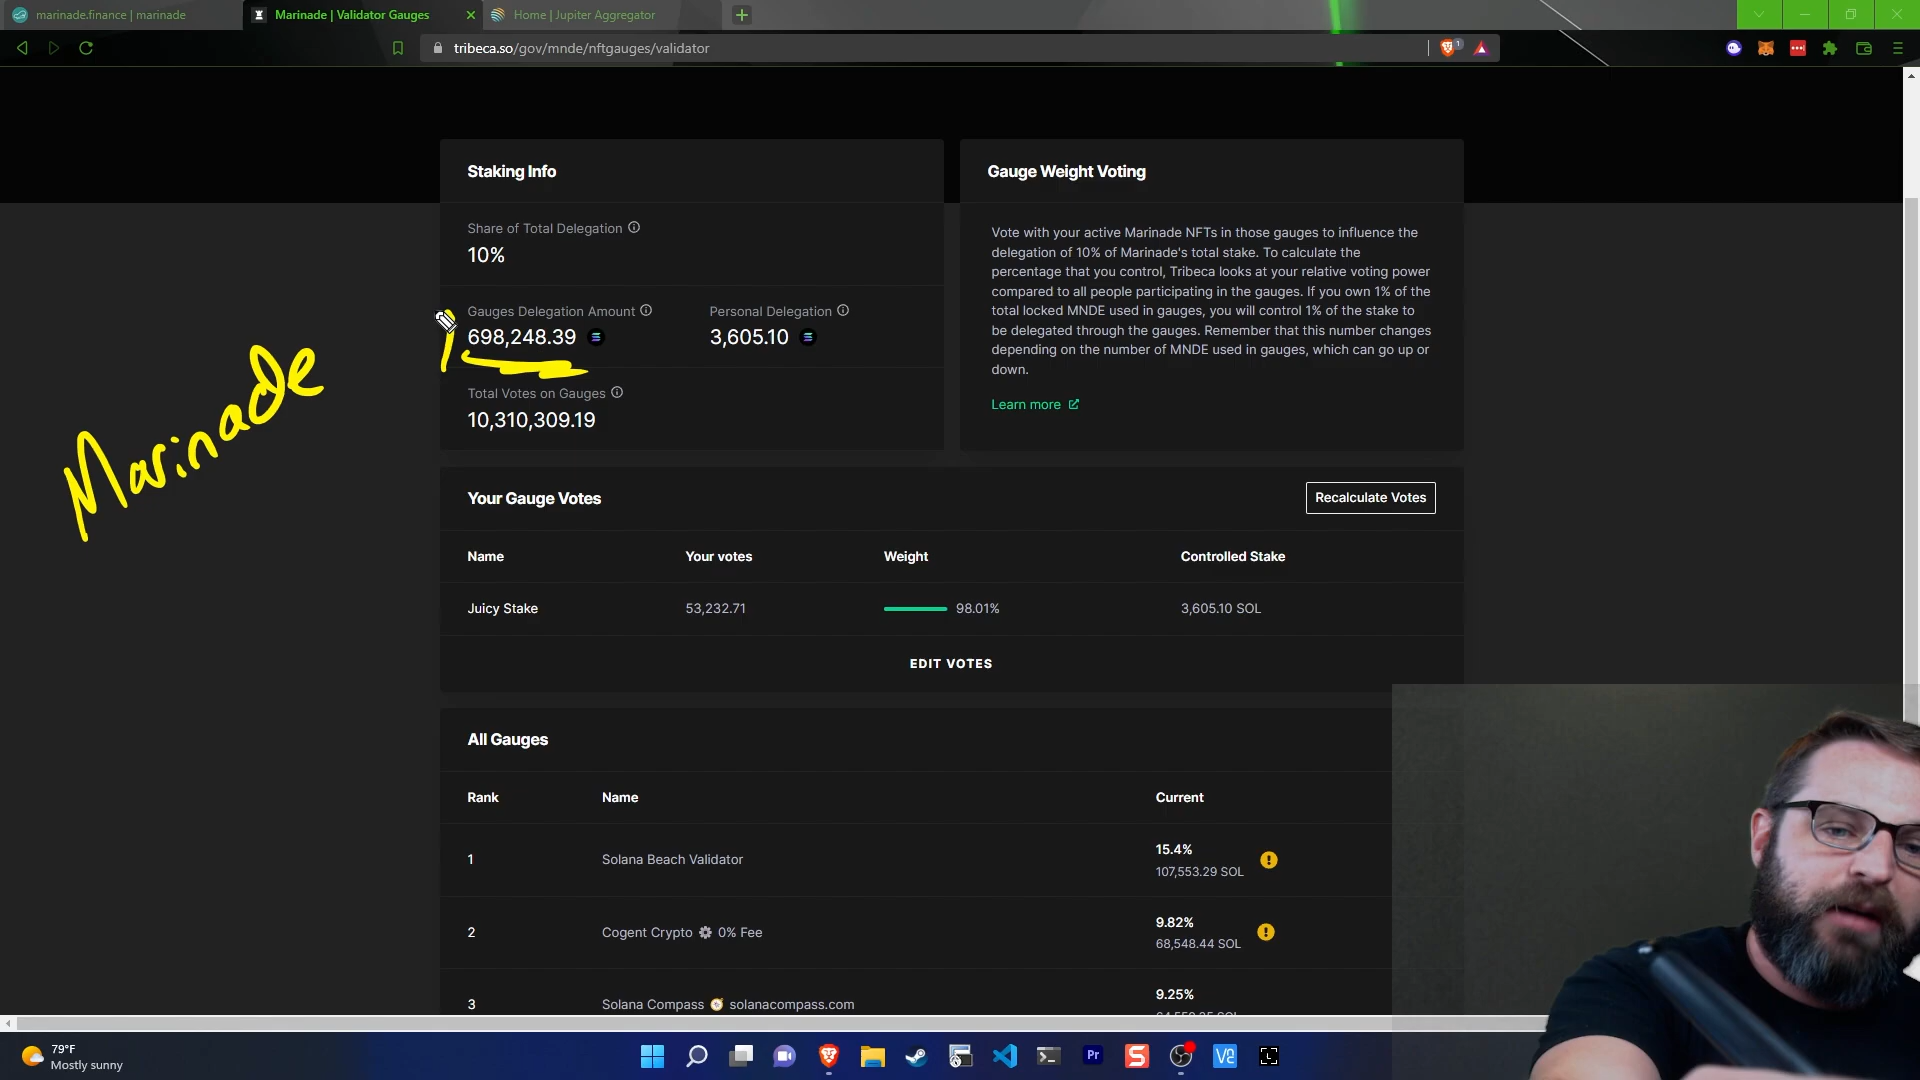 marinade.finance | marinade
Marinade | Validator Gauges
Home | Jupiter Aggregator
tribeca.so/gov/mnde/nftgauges/validator
1
Staking Info
Share of Total Delegation
10%
Gauges Delegation Amount
698,248.39
Personal Delegation
3,605.10
Total Votes on Gauges
10,310,309.19
Gauge Weight Voting
Vote with your active Marinade NFTs in those gauges to influence the
delegation of 10% of Marinade's total stake. To calculate the
percentage that you control, Tribeca looks at your relative voting power
compared to all people participating in the gauges. If you own 1% of the
total locked MNDE used in gauges, you will control 1% of the stake to
be delegated through the gauges. Remember that this number changes
depending on the number of MNDE used in gauges, which can go up or
down.
Learn more
Marinade
Your Gauge Votes
Recalculate Votes
Name Your votes Weight Controlled Stake
Juicy Stake 53,232.71 98.01% 3,605.10 SOL
EDIT VOTES
All Gauges
Rank Name Current
1 Solana Beach Validator 15.4%
107,553.29 SOL
2 Cogent Crypto 0% Fee 9.82%
68,548.44 SOL
3 Solana Compass solanacompass.com 9.25%
79°F
Mostly sunny
Pr
S